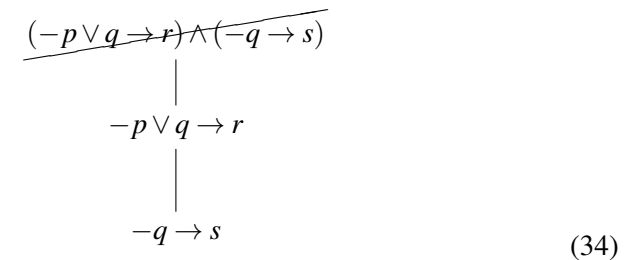 (−p ∨ q → r) ∧ (−q → s)
−p ∨ q → r
−q → s
(34)